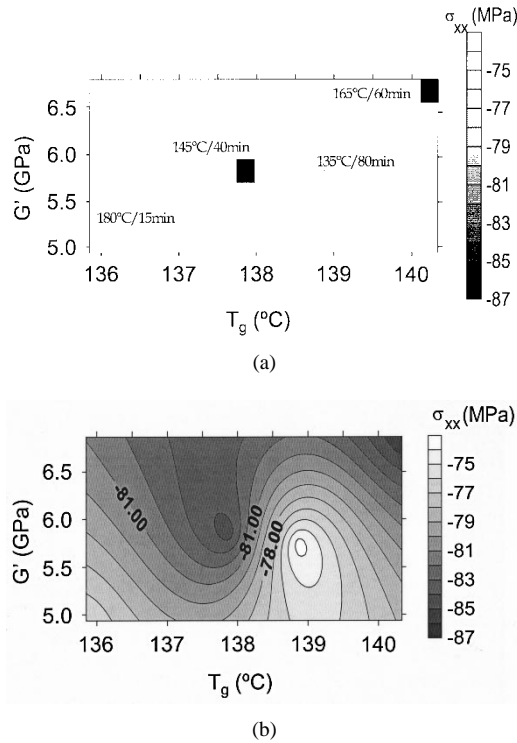 σxx (MPa)
-75
-77
-79
-81
-83
-85
-87
6.5
6.0
5.5
5.0
G' (GPa)
165°C/60min
145°C/40min
135°C/80min
180°C/15min
136 137 138 139 140
Tg (ºC)
(a)
σxx (MPa)
-75
-77
-79
-81
-83
-85
-87
6.5
6.0
5.5
5.0
G' (GPa)
-81.00
-81.00
-78.00
136 137 138 139 140
Tg (ºC)
(b)